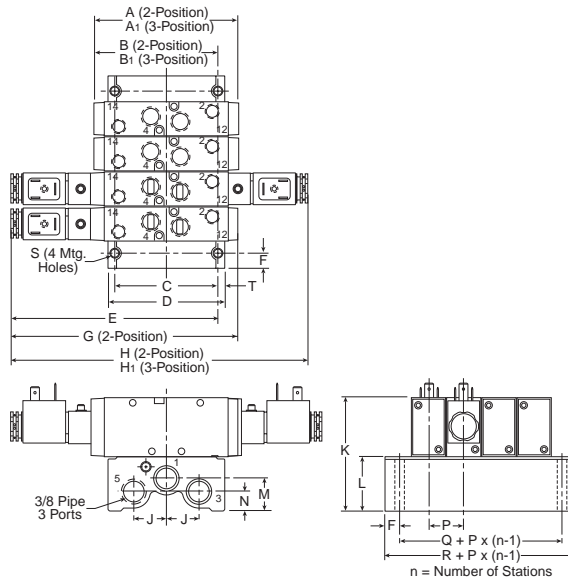 A (2-Position)
A1 (3-Position)
B (2-Position)
B1 (3-Position)
14 2
4 12
14 2
4 12
14 2
4 12
14 2
4 12
S (4 Mtg.
Holes)
F
C T
D
E
G (2-Position)
H (2-Position)
H1 (3-Position)
5 1 3
3/8 Pipe
3 Ports
J J
N M
K
L
F P
Q + P x (n-1)
R + P x (n-1)
n = Number of Stations